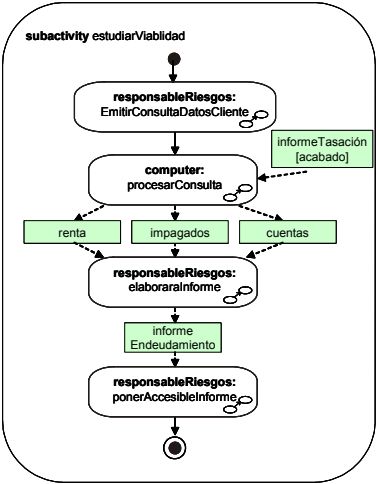 subactivity estudiarViablidad
responsableRiesgos:
EmitirConsultaDatosCliente
informeTasación
[acabado]
computer:
procesarConsulta
renta
impagados
cuentas
responsableRiesgos:
elaboraraInforme
informe
Endeudamiento
responsableRiesgos:
ponerAccesibleInforme